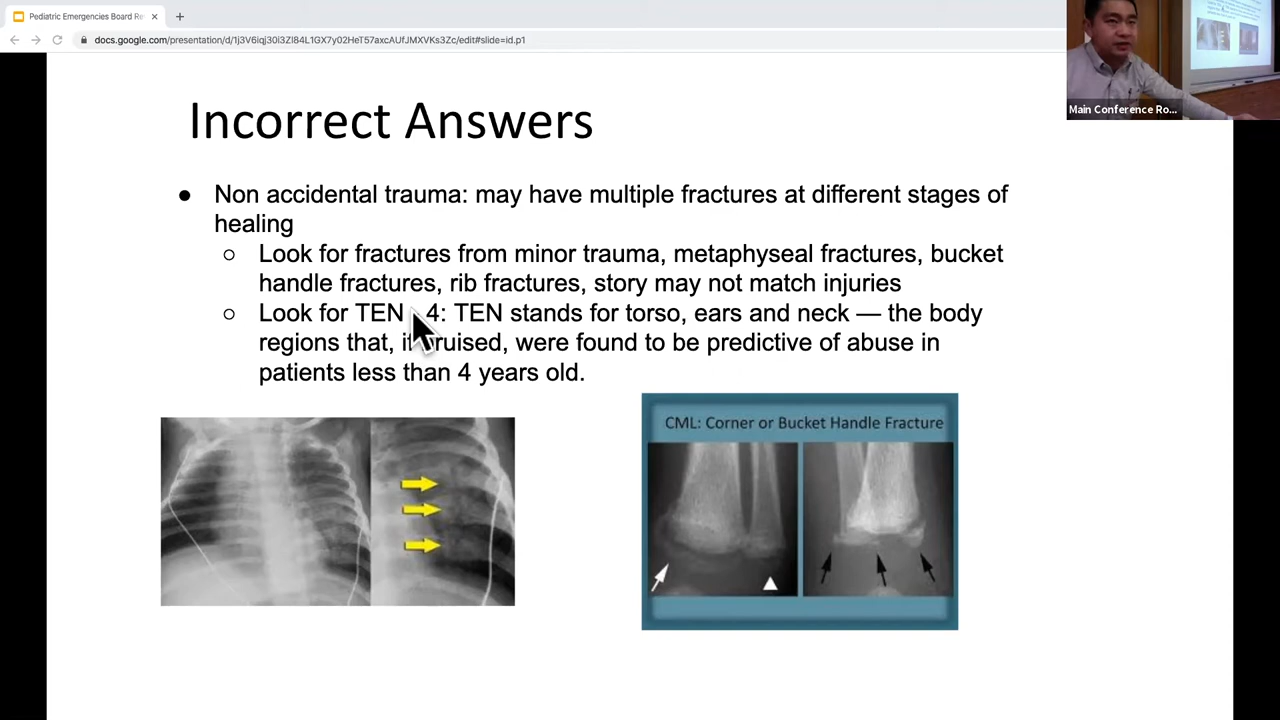 Pediatric Emergencies Board Re
docs.google.com/presentation/d/1j3V6iqj30l3Zl84L1GX7y02HeT57axcAUfJMXVKs3Zc/edit#slide=id.p1
Main Conference Ro...
Incorrect Answers
● Non accidental trauma: may have multiple fractures at different stages of
healing
○ Look for fractures from minor trauma, metaphyseal fractures, bucket
handle fractures, rib fractures, story may not match injuries
○ Look for TEN 4: TEN stands for torso, ears and neck — the body
regions that, were found to be predictive of abuse in
patients less than 4 years old.
CML: Corner or Bucket Handle Fracture